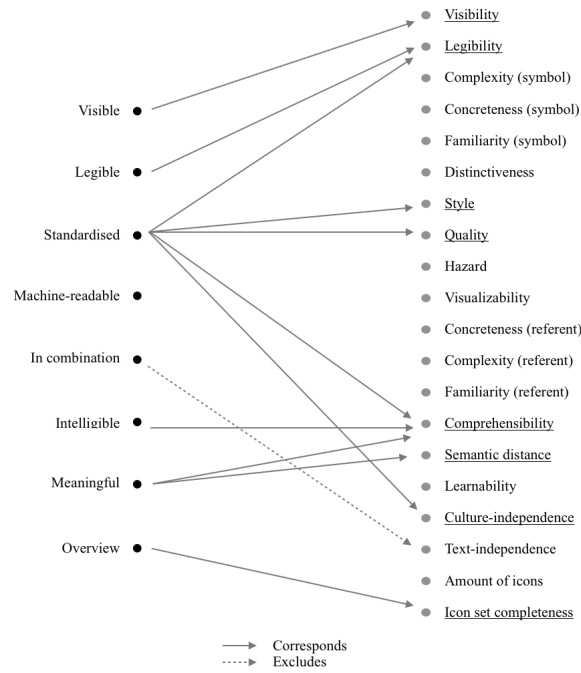 Visible
Legible
Standardised
Machine-readable
In combination
Intelligible
Meaningful
Overview
Visibility
Legibility
Complexity (symbol)
Concreteness (symbol)
Familiarity (symbol)
Distinctiveness
Style
Quality
Hazard
Visualizability
Concreteness (referent)
Complexity (referent)
Familiarity (referent)
Comprehensibility
Semantic distance
Learnability
Culture-independence
Text-independence
Amount of icons
Icon set completeness
Corresponds
Excludes